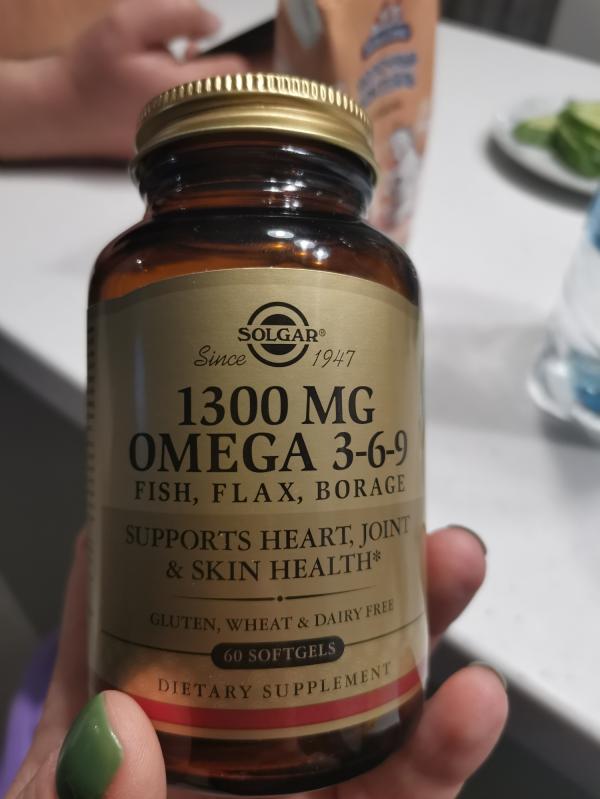 SOLGAR®
Since 1947
1300 MG
OMEGA 3-6-9
FISH, FLAX, BORAGE
SUPPORTS HEART, JOINT
& SKIN HEALTH*
GLUTEN, WHEAT & DAIRY FREE
60 SOFTGELS
DIETARY SUPPLEMENT